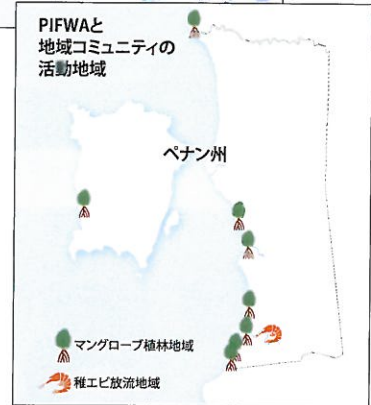 PIFWAと
地域コミュニティの
活動地域
ペナン州
マングローブ植林地域
稚エビ放流地域